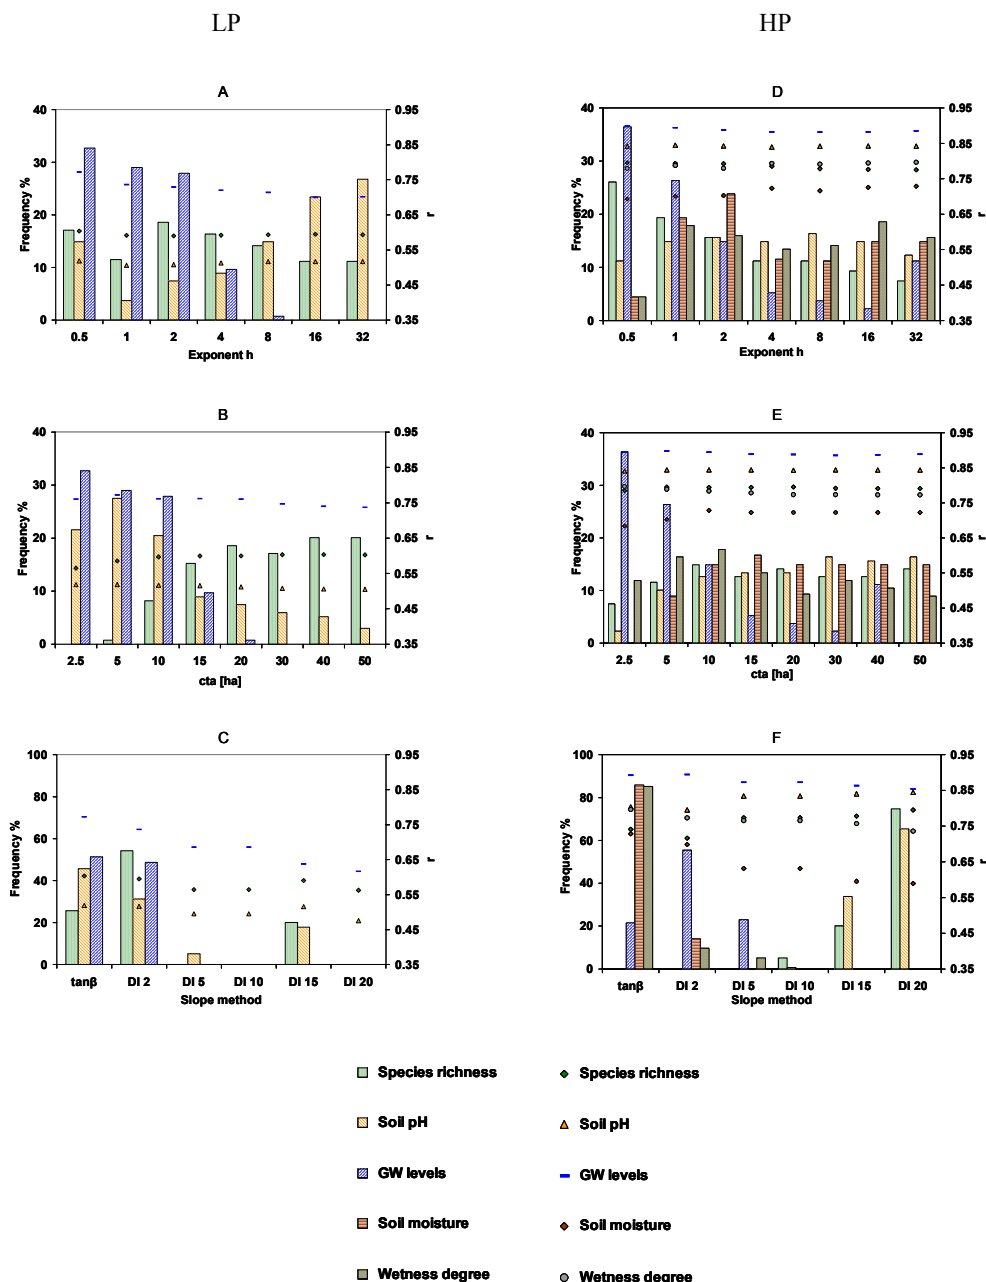 LP
HP
A
40
30
20
10
0
0.95
0.85
0.75
0.65
0.55
0.45
0.35
Frequency %
r
0.5 1 2 4 8 16 32
Exponent h
D
40
30
20
10
0
0.95
0.85
0.75
0.65
0.55
0.45
0.35
Frequency %
r
0.5 1 2 4 8 16 32
Exponent h
B
40
30
20
10
0
0.95
0.85
0.75
0.65
0.55
0.45
0.35
Frequency %
r
2.5 5 10 15 20 30 40 50
cta [ha]
E
40
30
20
10
0
0.95
0.85
0.75
0.65
0.55
0.45
0.35
Frequency %
r
2.5 5 10 15 20 30 40 50
cta [ha]
C
100
80
60
40
20
0
0.95
0.85
0.75
0.65
0.55
0.45
0.35
Frequency %
r
tanβ DI 2 DI 5 DI 10 DI 15 DI 20
Slope method
F
100
80
60
40
20
0
0.95
0.85
0.75
0.65
0.55
0.45
0.35
Frequency %
r
tanβ DI 2 DI 5 DI 10 DI 15 DI 20
Slope method
Species richness
Species richness
Soil pH
Soil pH
GW levels
GW levels
Soil moisture
Soil moisture
Wetness degree
Wetness degree